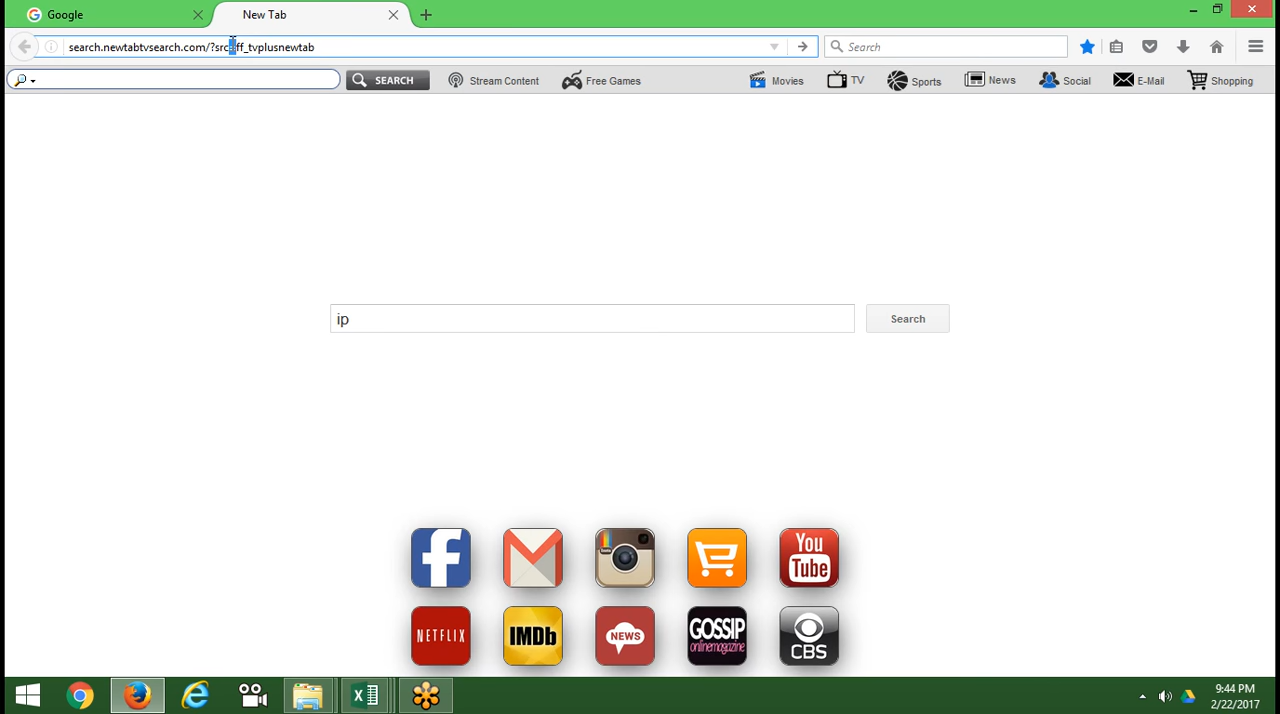 Google
New Tab
search.newtabtvsearch.com/?src=ff_tvplusnewtab
Search
SEARCH
Stream Content
Free Games
Movies
TV
Sports
News
Social
E-Mail
Shopping
ip
Search
You
Tube
NETFLIX
IMDb
NEWS
GOSSIP
onlinemagazine
CBS
9:44 PM
2/22/2017